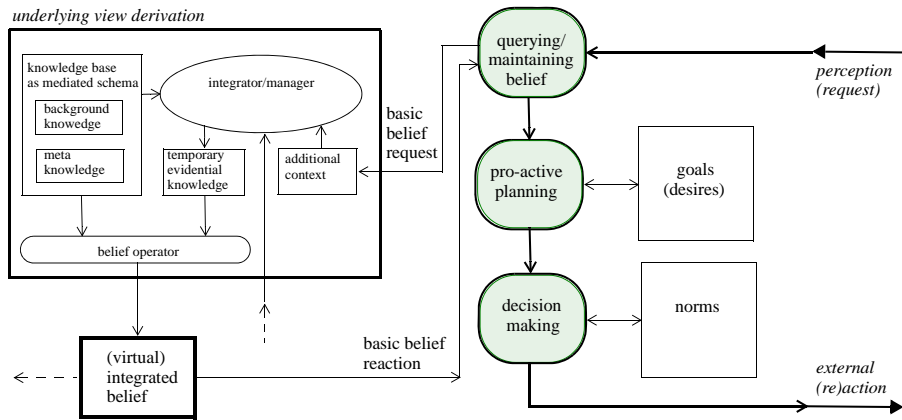 underlying view derivation
knowledge base
as mediated schema
background
knowedge
meta
knowledge
integrator/manager
temporary
evidential
knowledge
additional
context
belief operator
(virtual)
integrated
belief
basic
belief
request
basic belief
reaction
querying/
maintaining
belief
pro-active
planning
decision
making
goals
(desires)
norms
perception
(request)
external
(re)action